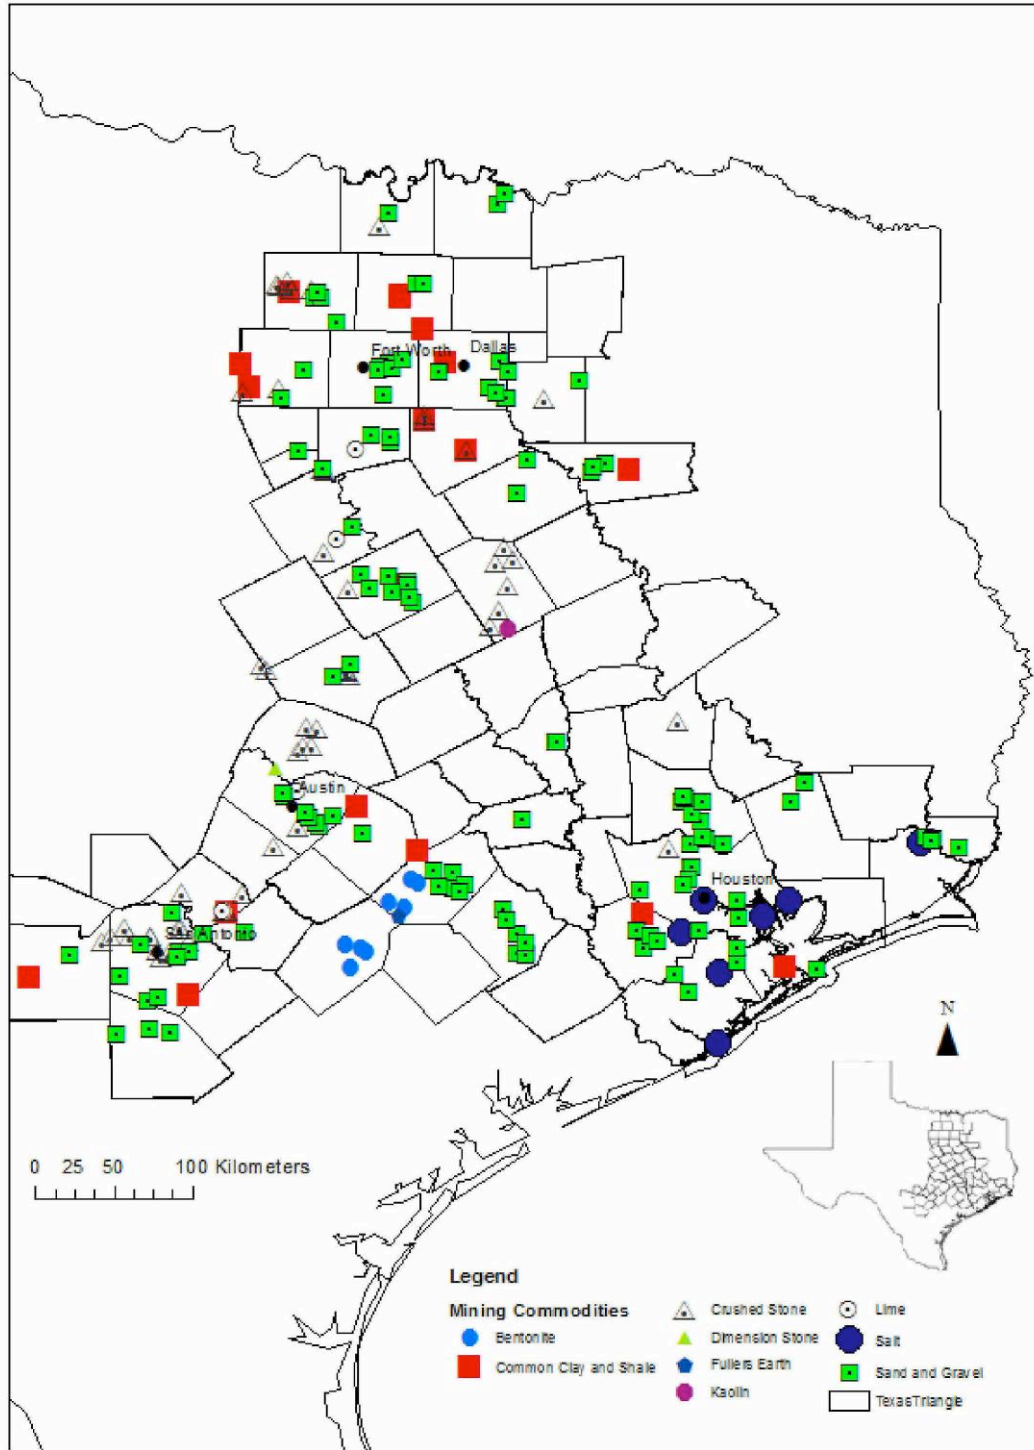 Fort Worth
Dallas
Austin
Houston
San Antonio
N
0 25 50 100 Kilometers
Legend
Mining Commodities
Bentonite
Common Clay and Shale
Crushed Stone
Dimension Stone
Fullers Earth
Kaolin
Lime
Salt
Sand and Gravel
TexasTriangle